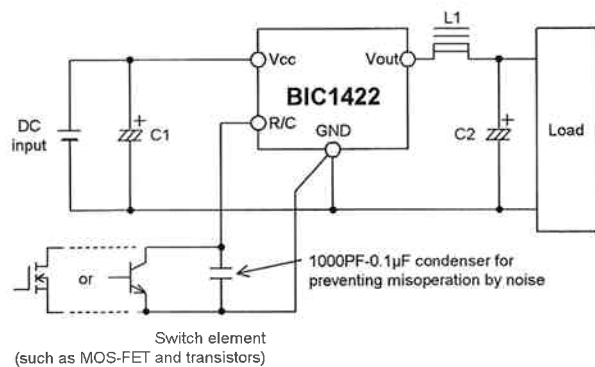 L1
Vcc
Vout
BIC1422
DC
input
C1
R/C
GND
C2
Load
or
1000PF-0.1µF condenser for
preventing misoperation by noise
Switch element
(such as MOS-FET and transistors)